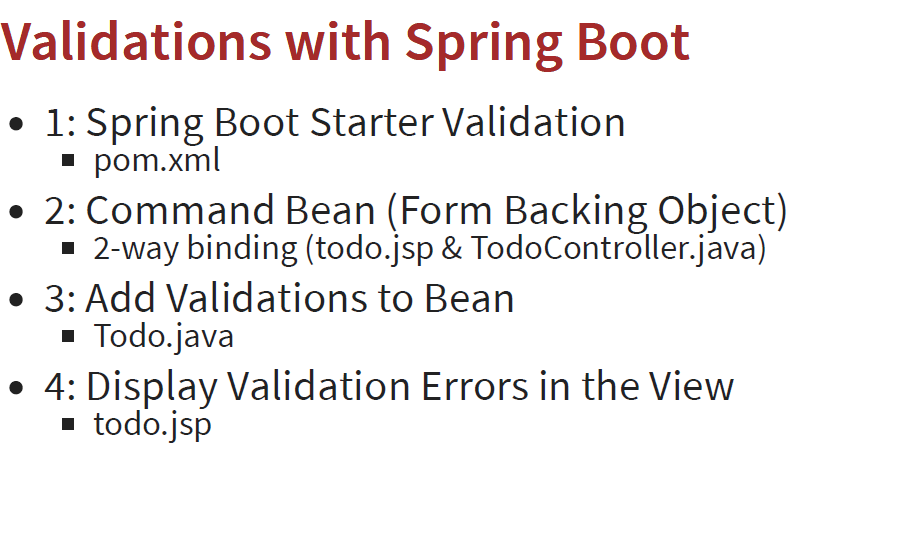 Validations with Spring Boot
• 1: Spring Boot Starter Validation
▪ pom.xml
• 2: Command Bean (Form Backing Object)
▪ 2-way binding (todo.jsp & TodoController.java)
• 3: Add Validations to Bean
▪ Todo.java
• 4: Display Validation Errors in the View
▪ todo.jsp